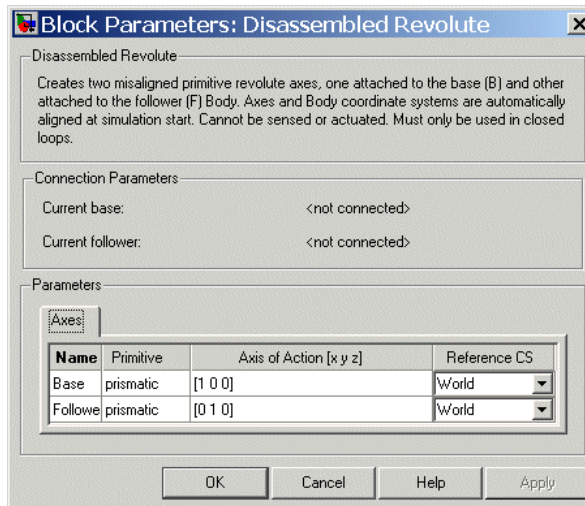 Block Parameters: Disassembled Revolute
Disassembled Revolute
Creates two misaligned primitive revolute axes, one attached to the base (B) and other
attached to the follower (F) Body. Axes and Body coordinate systems are automatically
aligned at simulation start. Cannot be sensed or actuated. Must only be used in closed
loops.
Connection Parameters
Current base: <not connected>
Current follower: <not connected>
Parameters
Axes
Name Primitive Axis of Action [x y z] Reference CS
Base prismatic [1 0 0] World
Followe prismatic [0 1 0] World
OK Cancel Help Apply